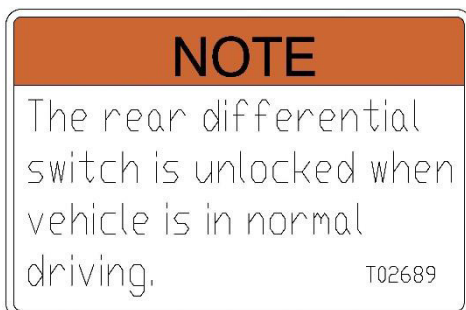 NOTE
The rear differential
switch is unlocked when
vehicle is in normal
driving.
T02689